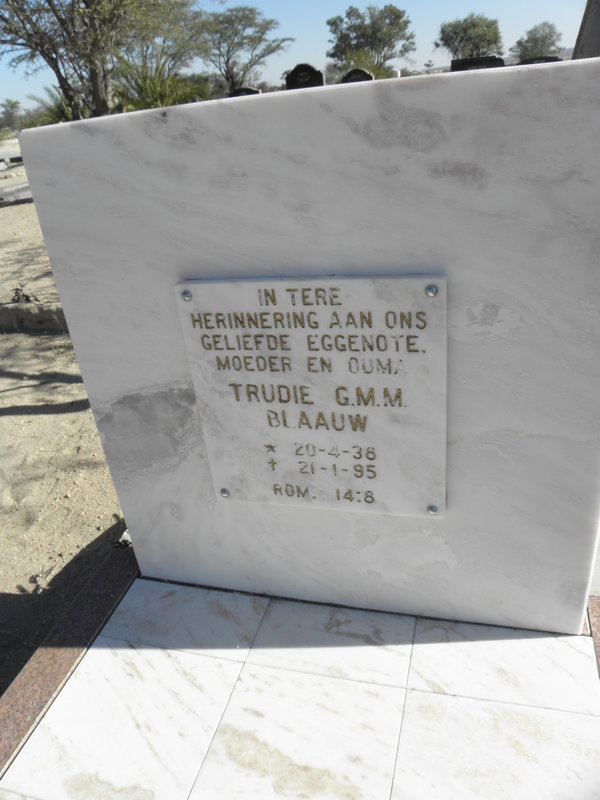 IN TERE
HERINNERING AAN ONS
GELIEFDE EGGENOTE.
MOEDER EN OUMA
TRUDIE G.M.M.
BLAAUW
* 20-4-38
† 21-1-95
ROM. 14:8